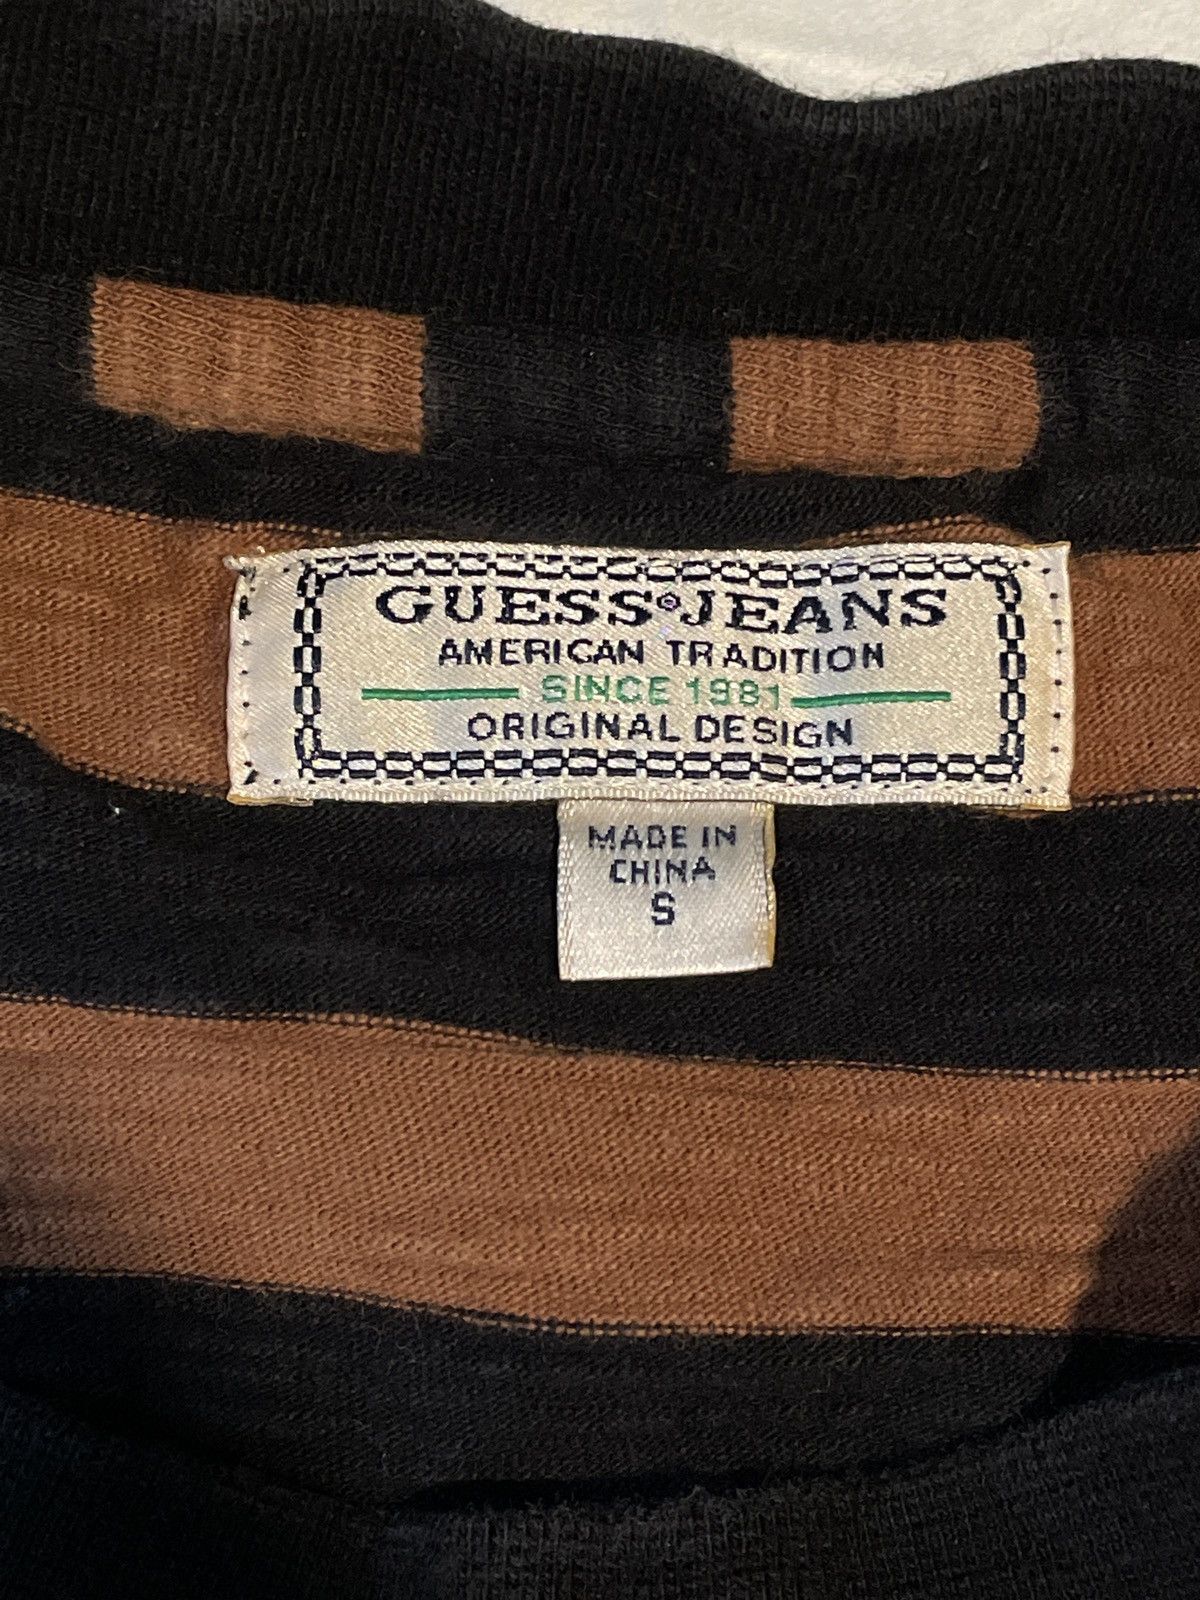 GUESS JEANS
AMERICAN TRADITION
SINCE 1981
ORIGINAL DESIGN
MADE IN
CHINA
S